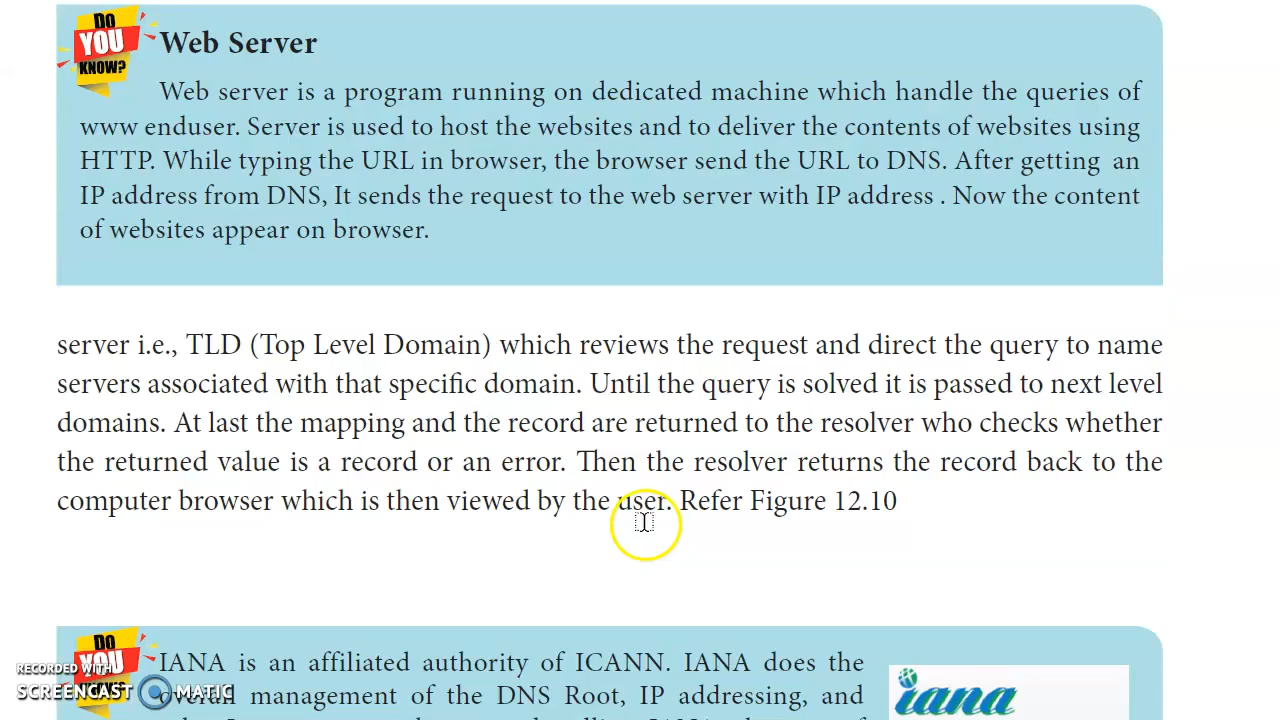 DO
YOU
KNOW?
Web Server
Web server is a program running on dedicated machine which handle the queries of
www enduser. Server is used to host the websites and to deliver the contents of websites using
HTTP. While typing the URL in browser, the browser send the URL to DNS. After getting an
IP address from DNS, It sends the request to the web server with IP address . Now the content
of websites appear on browser.
server i.e., TLD (Top Level Domain) which reviews the request and direct the query to name
servers associated with that specific domain. Until the query is solved it is passed to next level
domains. At last the mapping and the record are returned to the resolver who checks whether
the returned value is a record or an error. Then the resolver returns the record back to the
computer browser which is then viewed by the user. Refer Figure 12.10
DO
YOU
IANA is an affiliated authority of ICANN. IANA does the
overall management of the DNS Root, IP addressing, and
iana
RECORDED WITH
SCREENCAST MATIC